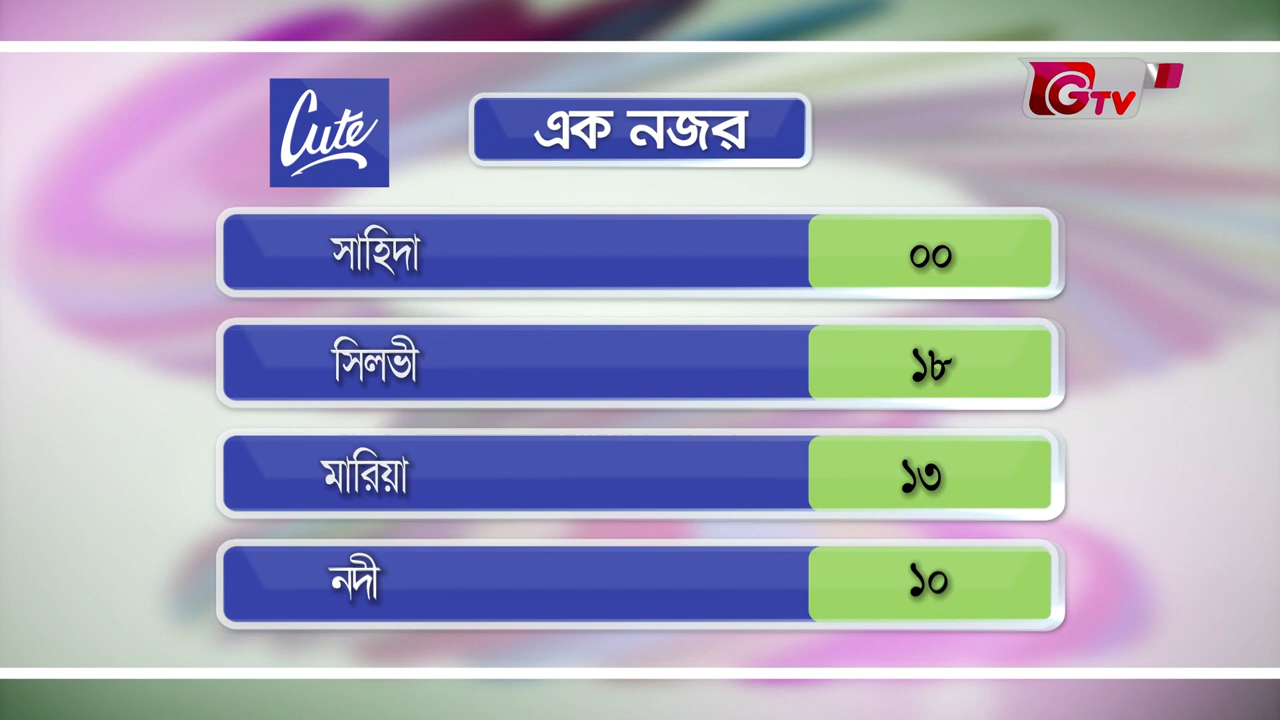 Cute
এক নজর
GTV
সাহিদা ০০
সিলভী ১৮
মারিয়া ১৩
নদী ১০